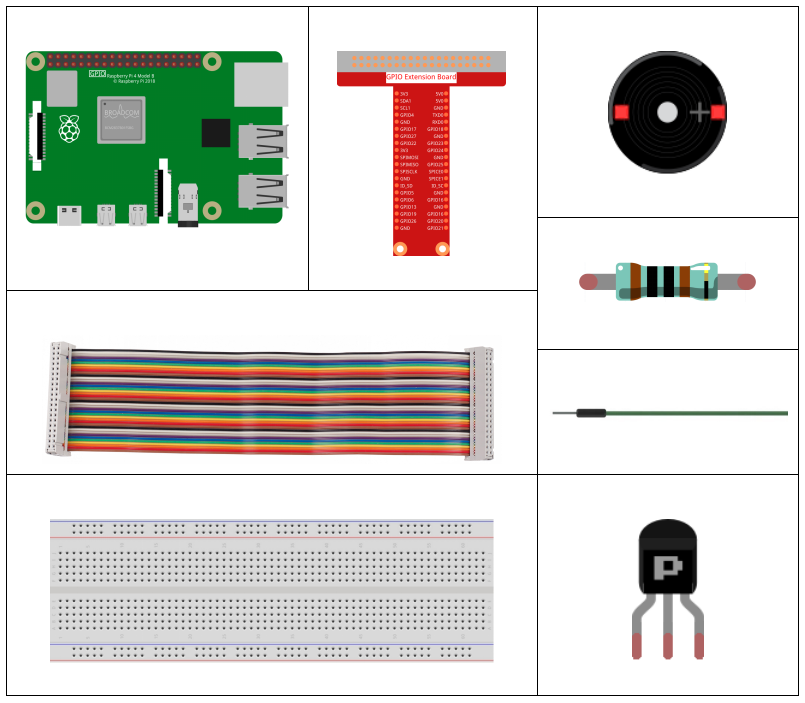 GPIO
Raspberry Pi 4 Model B
© Raspberry Pi 2018
BROADCOM
GPIO Extension Board
3V3 5V0
SDA1 5V0
SCL1 GND
GPIO4 TXD0
GND RXD0
GPIO17 GPIO18
GPIO27 GND
GPIO22 GPIO23
3V3 GPIO24
SPIMOSI GND
SPIMISO GPIO25
SPISCLK SPICE0
GND SPICE1
ID_SD ID_SC
GPIO5 GND
GPIO6 GPIO16
GPIO13 GND
GPIO19 GPIO16
GPIO26 GPIO20
GND GPIO21
P